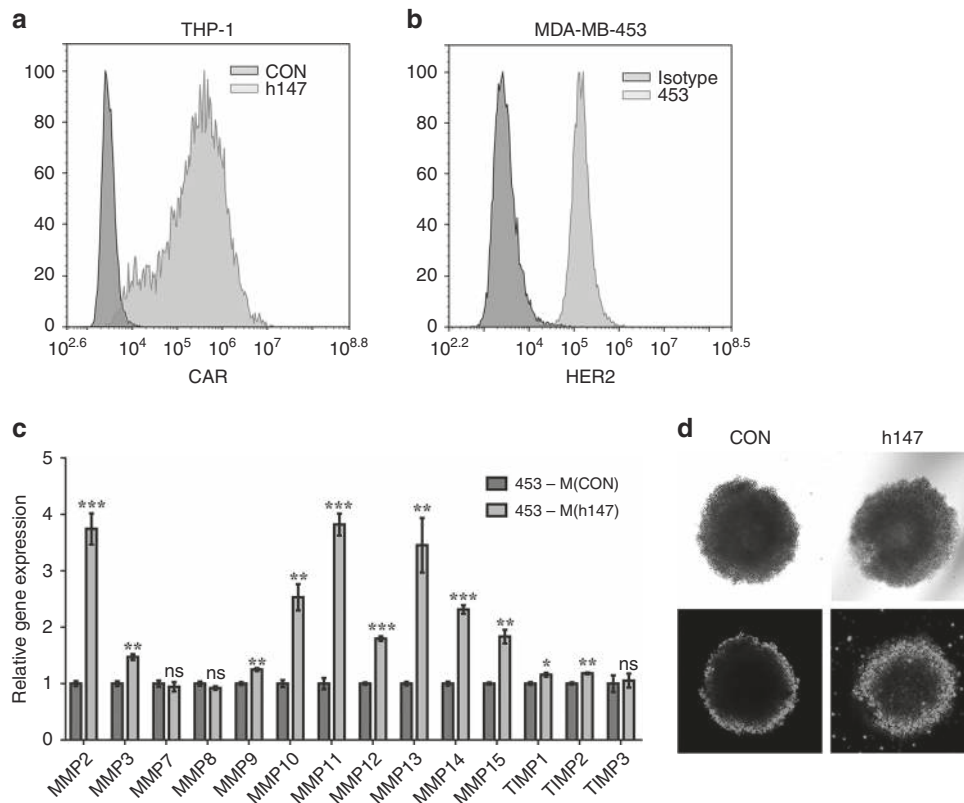 a
THP-1
100
80
60
40
20
0
CON
h147
10^2.6 10^4 10^5 10^6 10^7 10^8.8
CAR
b
MDA-MB-453
100
80
60
40
20
0
Isotype
453
10^2.2 10^4 10^5 10^6 10^7 10^8.5
HER2
c
Relative gene expression
5
4
3
2
1
0
453 – M(CON)
453 – M(h147)
*** ** ns ns ** ** *** *** ** *** ** * ** ns
MMP2 MMP3 MMP7 MMP8 MMP9 MMP10 MMP11 MMP12 MMP13 MMP14 MMP15 TIMP1 TIMP2 TIMP3
d
CON h147